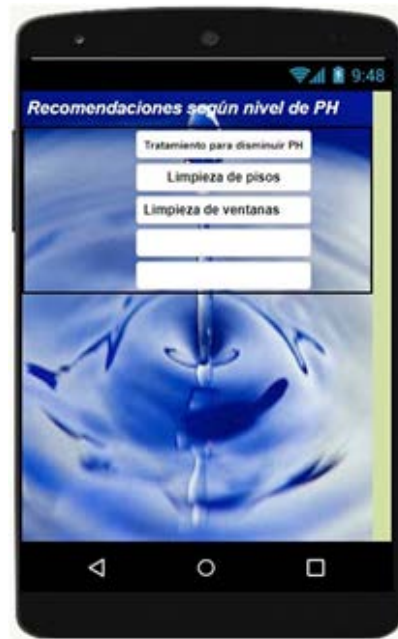 9:48
Recomendaciones según nivel de PH
Tratamiento para disminuir PH
Limpieza de pisos
Limpieza de ventanas